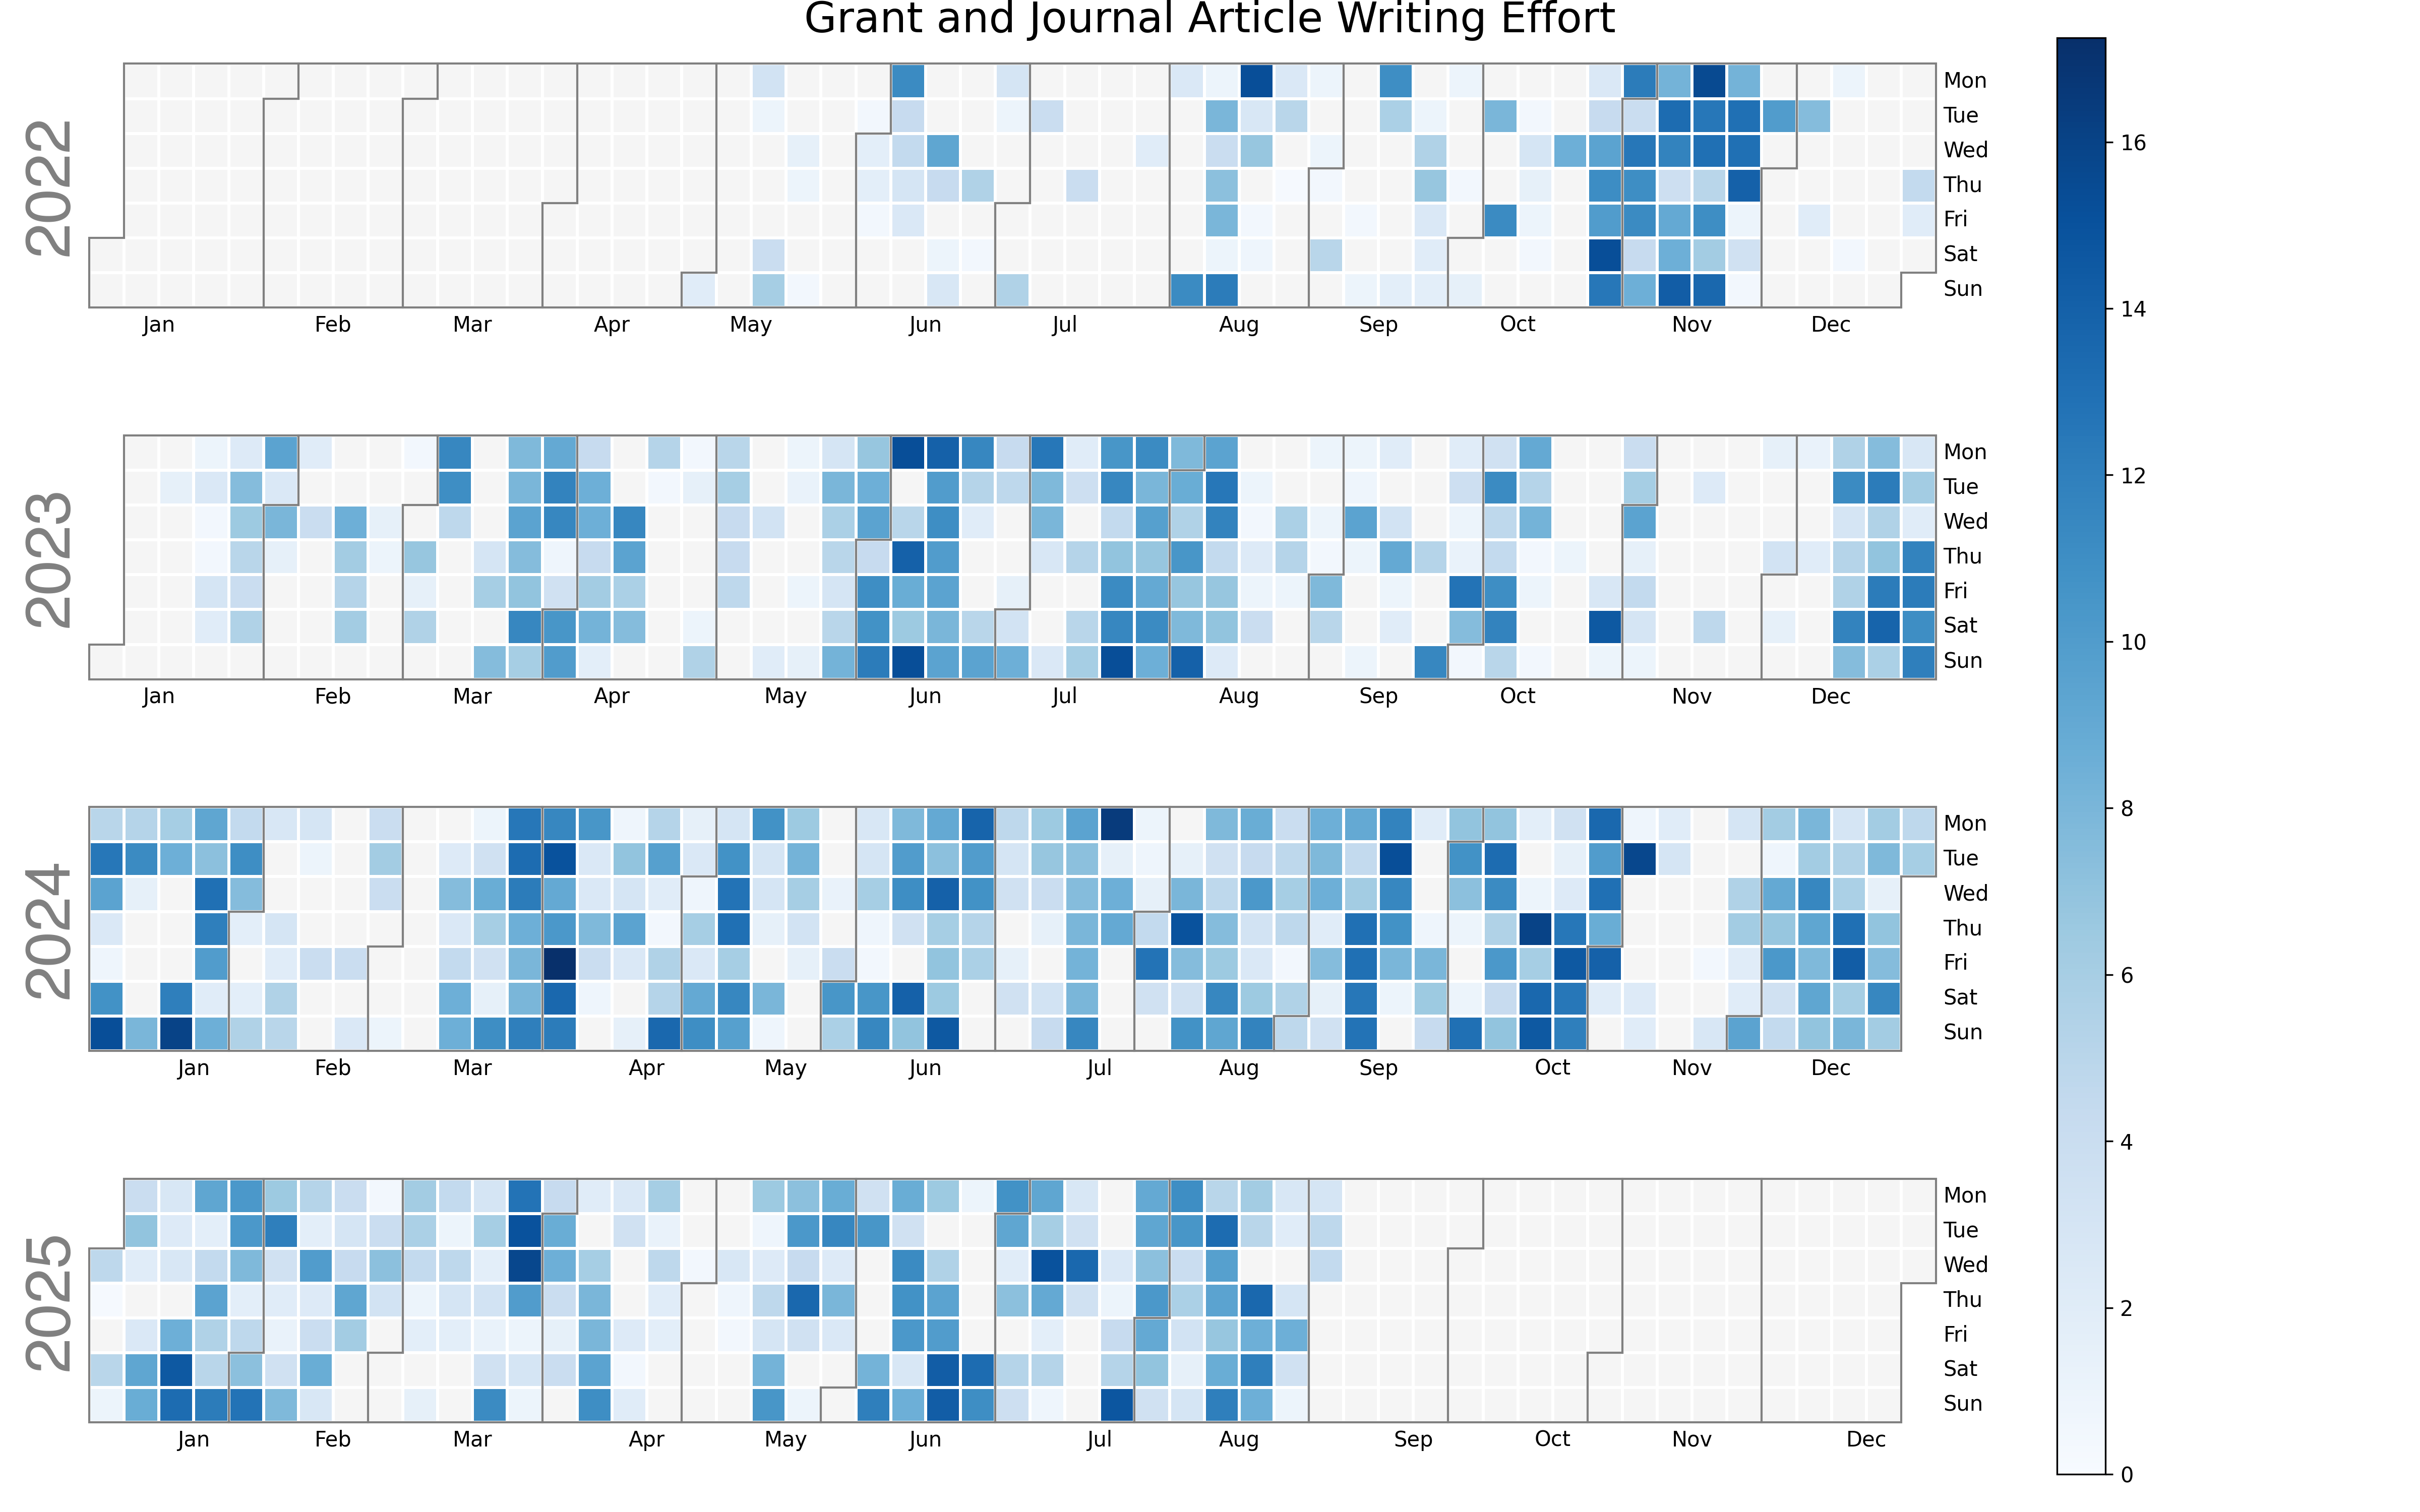 Grant and Journal Article Writing Effort
2022
Mon
Tue
Wed
Thu
Fri
Sat
Sun
Jan Feb Mar Apr May Jun Jul Aug Sep Oct Nov Dec
2023
Mon
Tue
Wed
Thu
Fri
Sat
Sun
Jan Feb Mar Apr May Jun Jul Aug Sep Oct Nov Dec
2024
Mon
Tue
Wed
Thu
Fri
Sat
Sun
Jan Feb Mar Apr May Jun Jul Aug Sep Oct Nov Dec
2025
Mon
Tue
Wed
Thu
Fri
Sat
Sun
Jan Feb Mar Apr May Jun Jul Aug Sep Oct Nov Dec
16
14
12
10
8
6
4
2
0